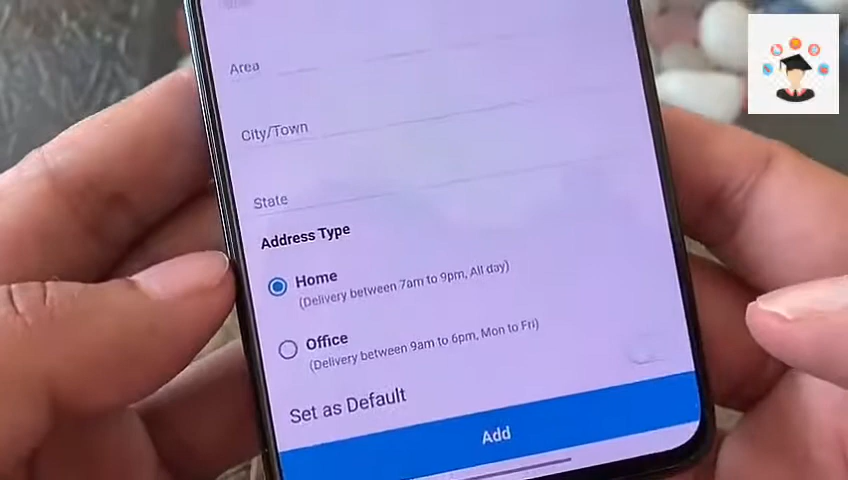 Area
City/Town
State
Address Type
Home
(Delivery between 7am to 9pm, All day)
Office
(Delivery between 9am to 6pm, Mon to Fri)
Set as Default
Add